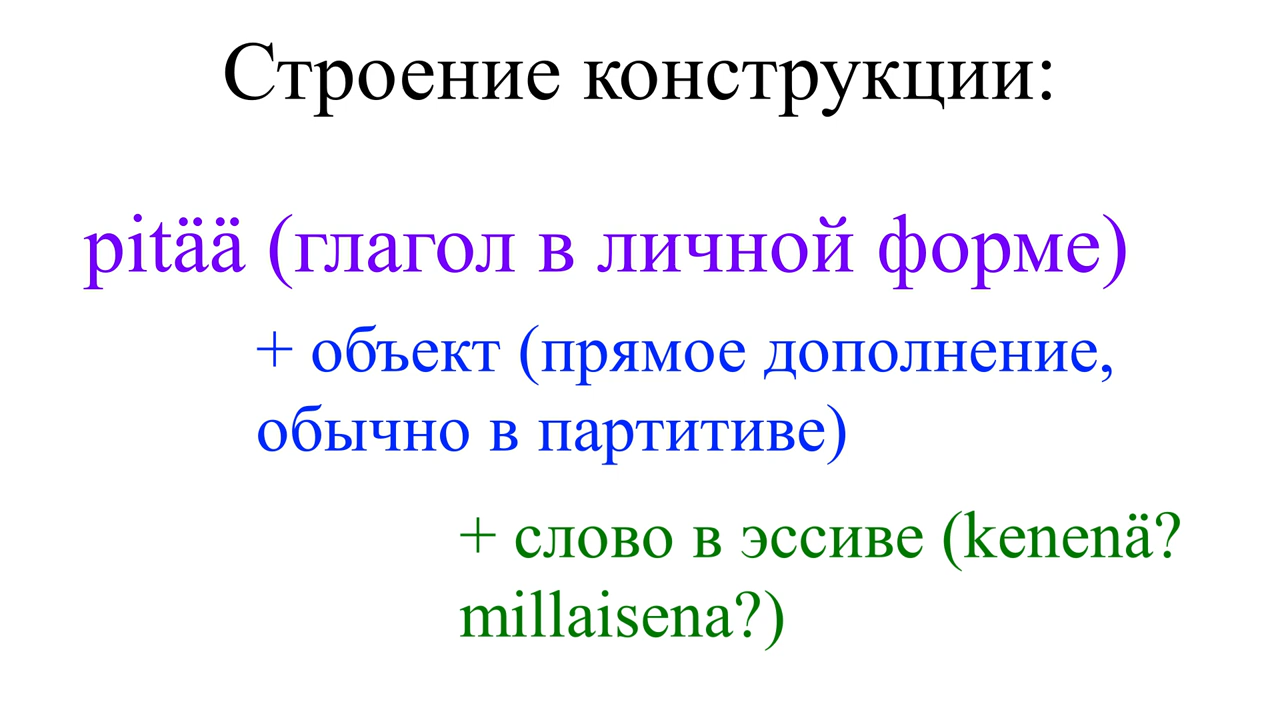 Строение конструкции:
pitää (глагол в личной форме)
+ объект (прямое дополнение,
обычно в партитиве)
+ слово в эссиве (kenenä?
millaisena?)